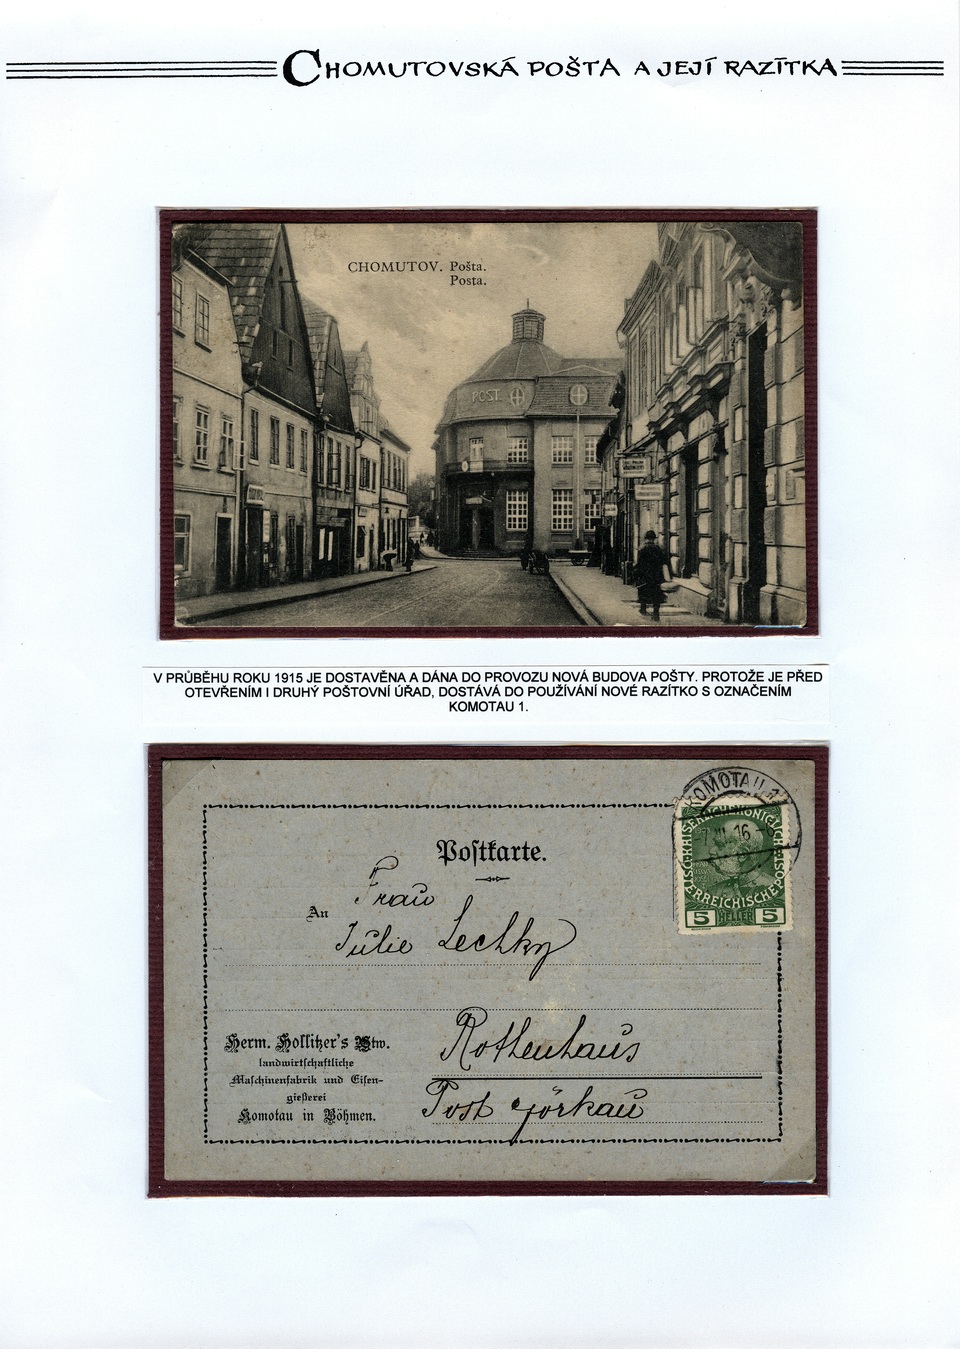 CHOMUTOVSKÁ POŠTA A JEJÍ RAZÍTKA
CHOMUTOV. Pošta.
Posta.
POST.
V PRŮBĚHU ROKU 1915 JE DOSTAVĚNA A DÁNA DO PROVOZU NOVÁ BUDOVA POŠTY. PROTOŽE JE PŘED
OTEVŘENÍM I DRUHÝ POŠTOVNÍ ÚŘAD, DOSTÁVÁ DO POUŽÍVÁNÍ NOVÉ RAZÍTKO S OZNAČENÍM
KOMOTAU 1.
KOMOTAU 1
16 -6
KAISERLICH KÖNIGLICHE
ÖSTERREICHISCHE POST
5 HELLER 5
Poſtkarte.
Frau
An
Julie Lechky
Rothenhaus
Post Görkau
Herm. Hollitzer's Wtw.
landwirtſchaftliche
Maſchinenfabrik und Eiſen-
gießerei
Komotau in Böhmen.